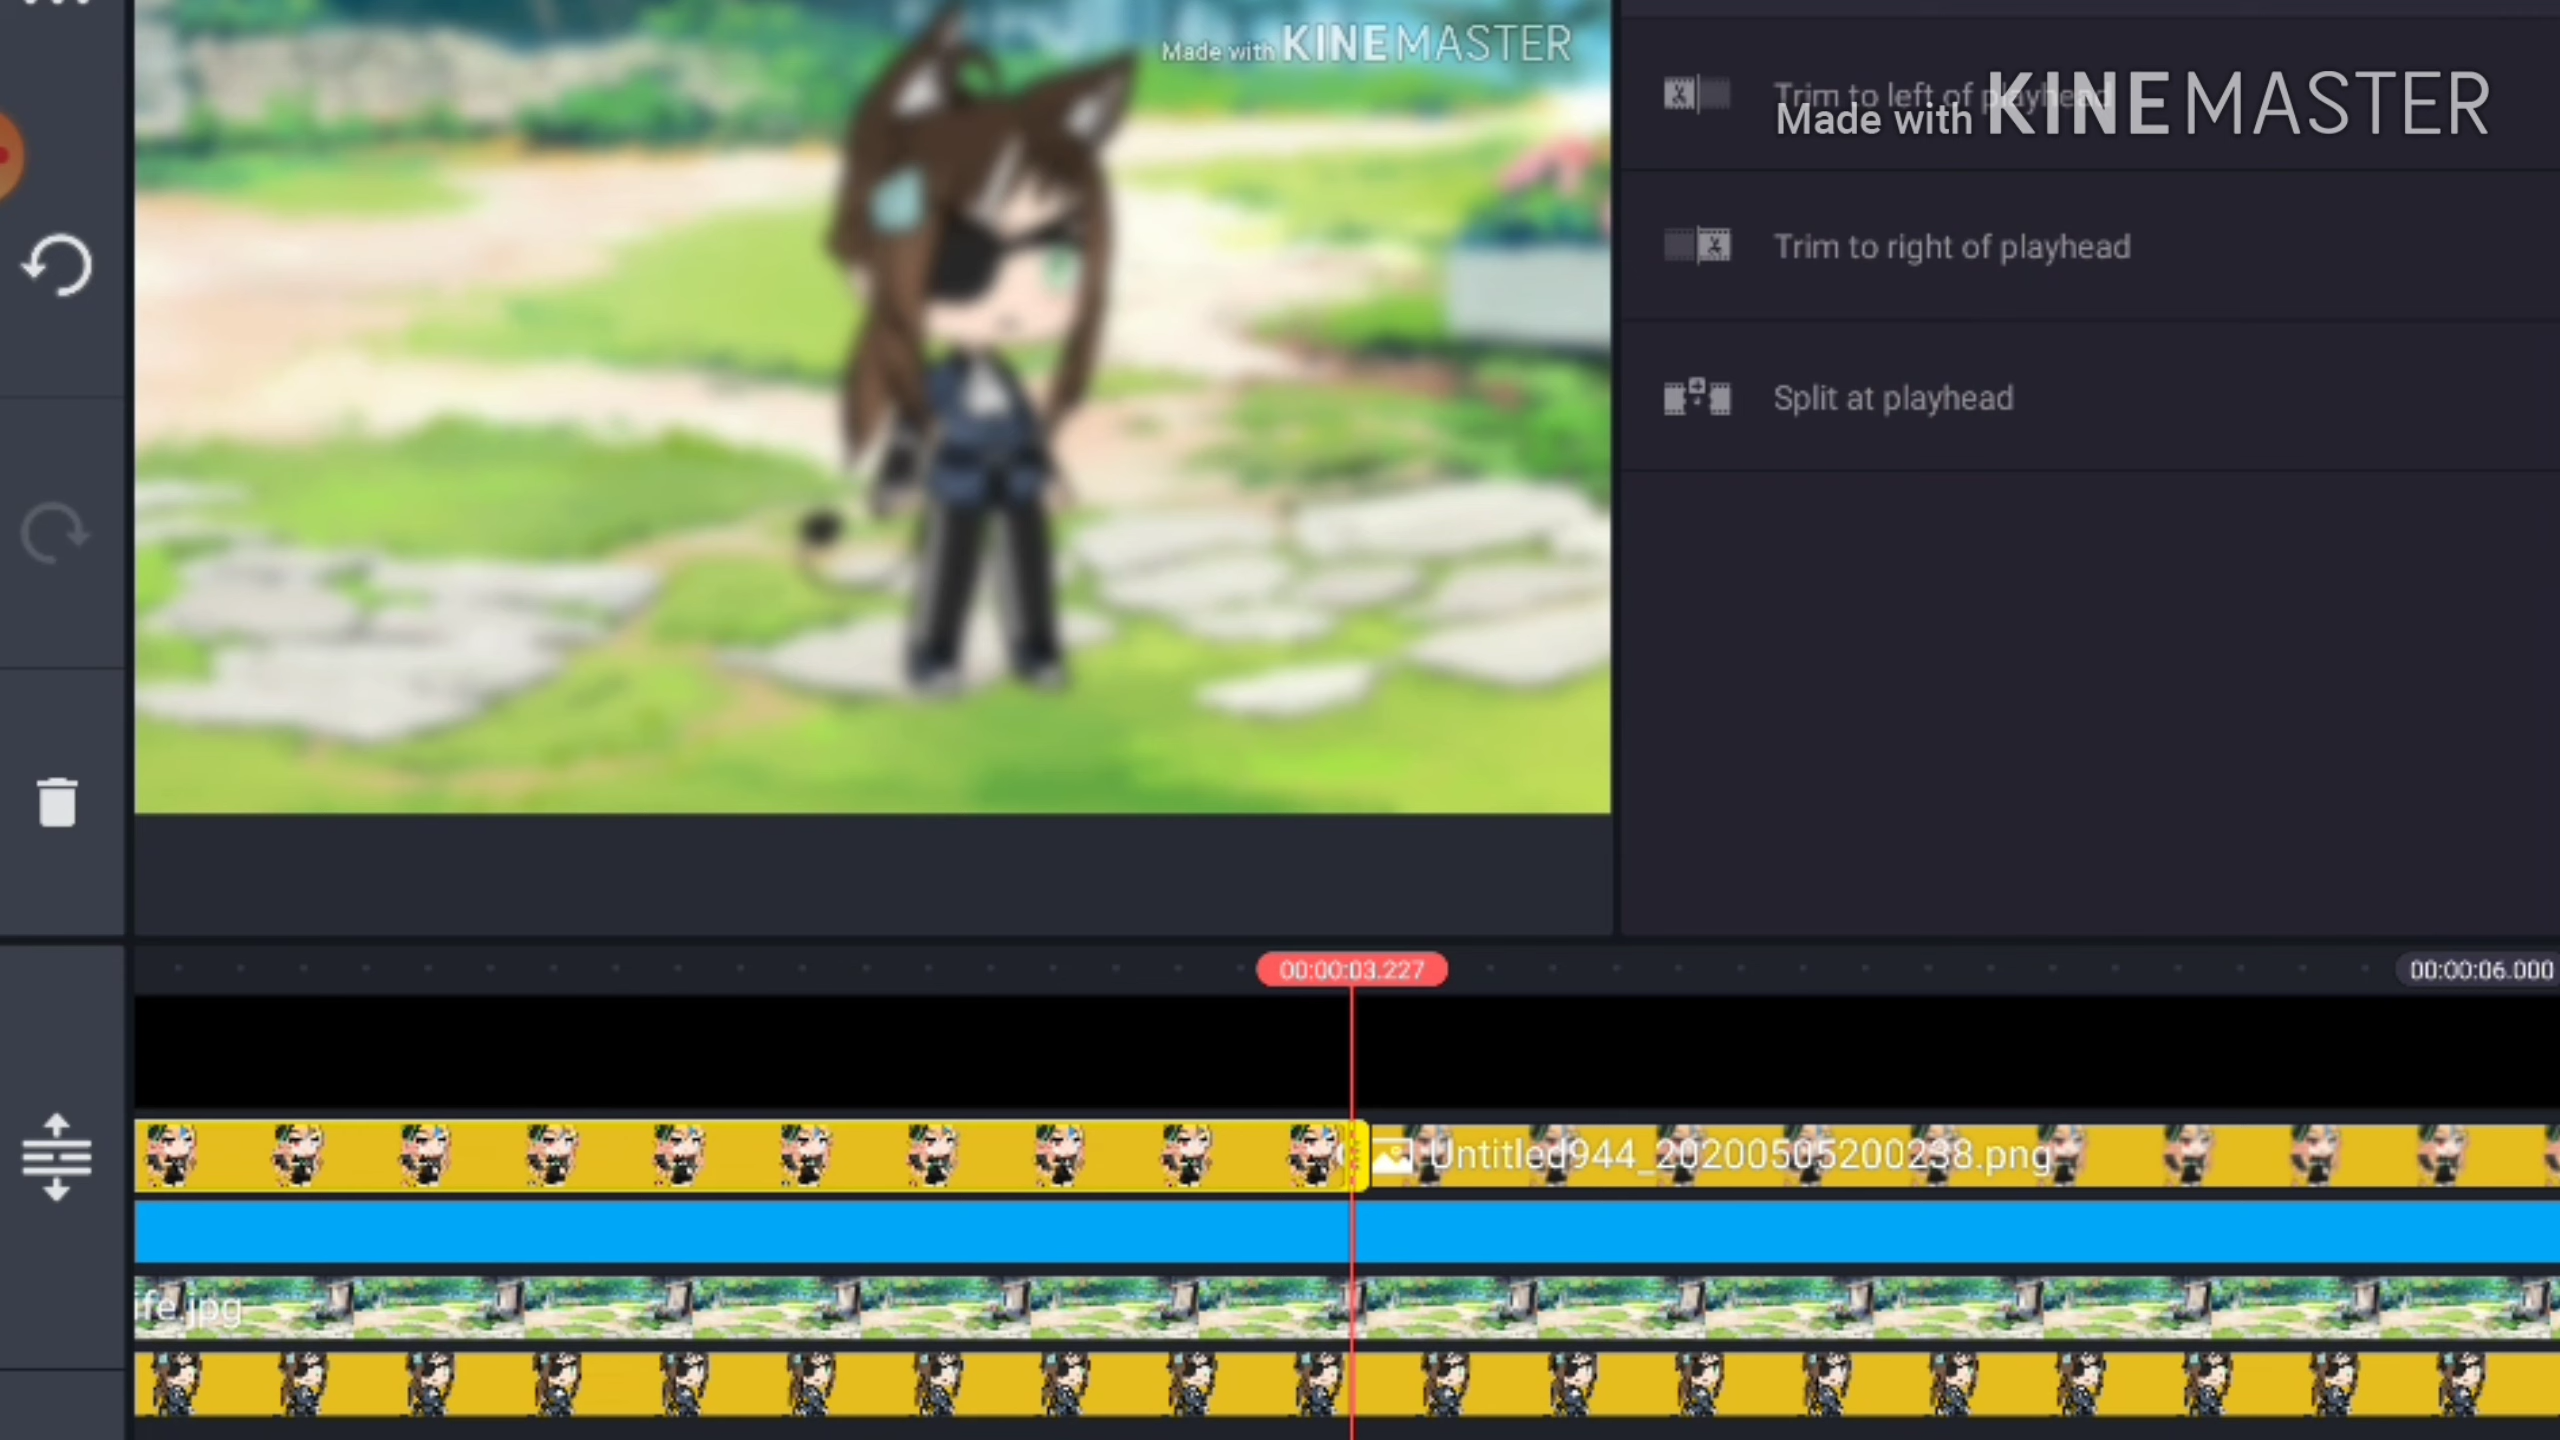 Made with KINEMASTER
Trim to left of playhead
Made with KINEMASTER
Trim to right of playhead
Split at playhead
00:00:03.227
00:00:06.000
Untitled944_20200505200238.png
ife.jpg